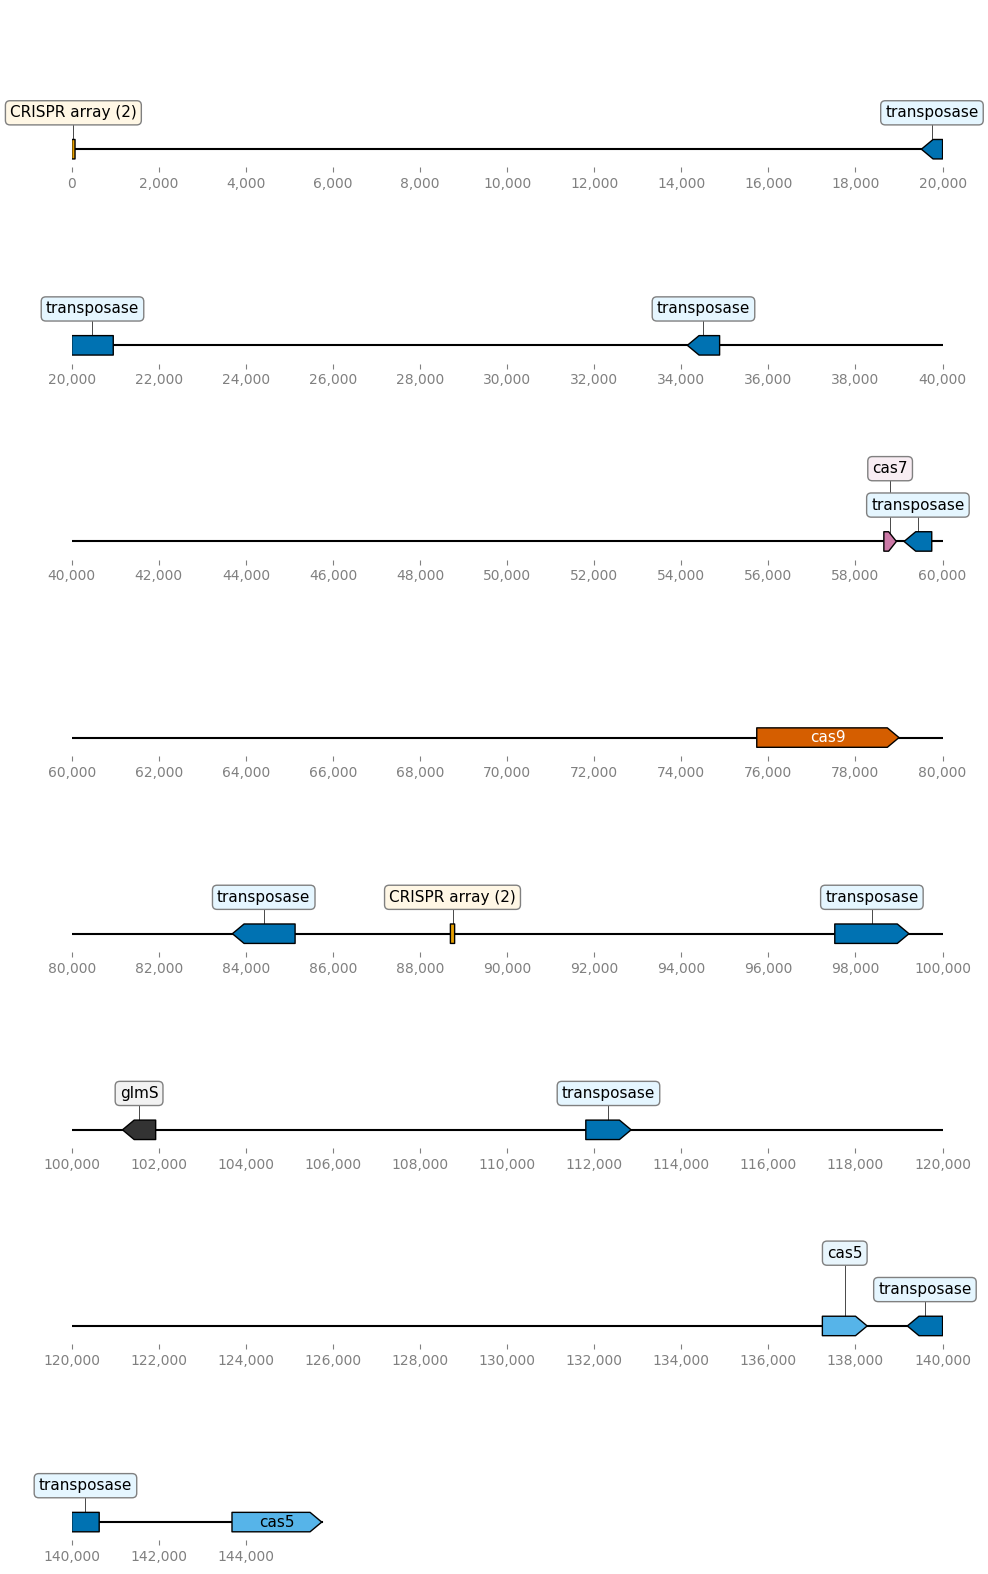 CRISPR array (2) transposase
0 2,000 4,000 6,000 8,000 10,000 12,000 14,000 16,000 18,000 20,000
transposase transposase
20,000 22,000 24,000 26,000 28,000 30,000 32,000 34,000 36,000 38,000 40,000
cas7
transposase
40,000 42,000 44,000 46,000 48,000 50,000 52,000 54,000 56,000 58,000 60,000
cas9
60,000 62,000 64,000 66,000 68,000 70,000 72,000 74,000 76,000 78,000 80,000
transposase CRISPR array (2) transposase
80,000 82,000 84,000 86,000 88,000 90,000 92,000 94,000 96,000 98,000 100,000
glmS transposase
100,000 102,000 104,000 106,000 108,000 110,000 112,000 114,000 116,000 118,000 120,000
cas5
transposase
120,000 122,000 124,000 126,000 128,000 130,000 132,000 134,000 136,000 138,000 140,000
transposase
cas5
140,000 142,000 144,000